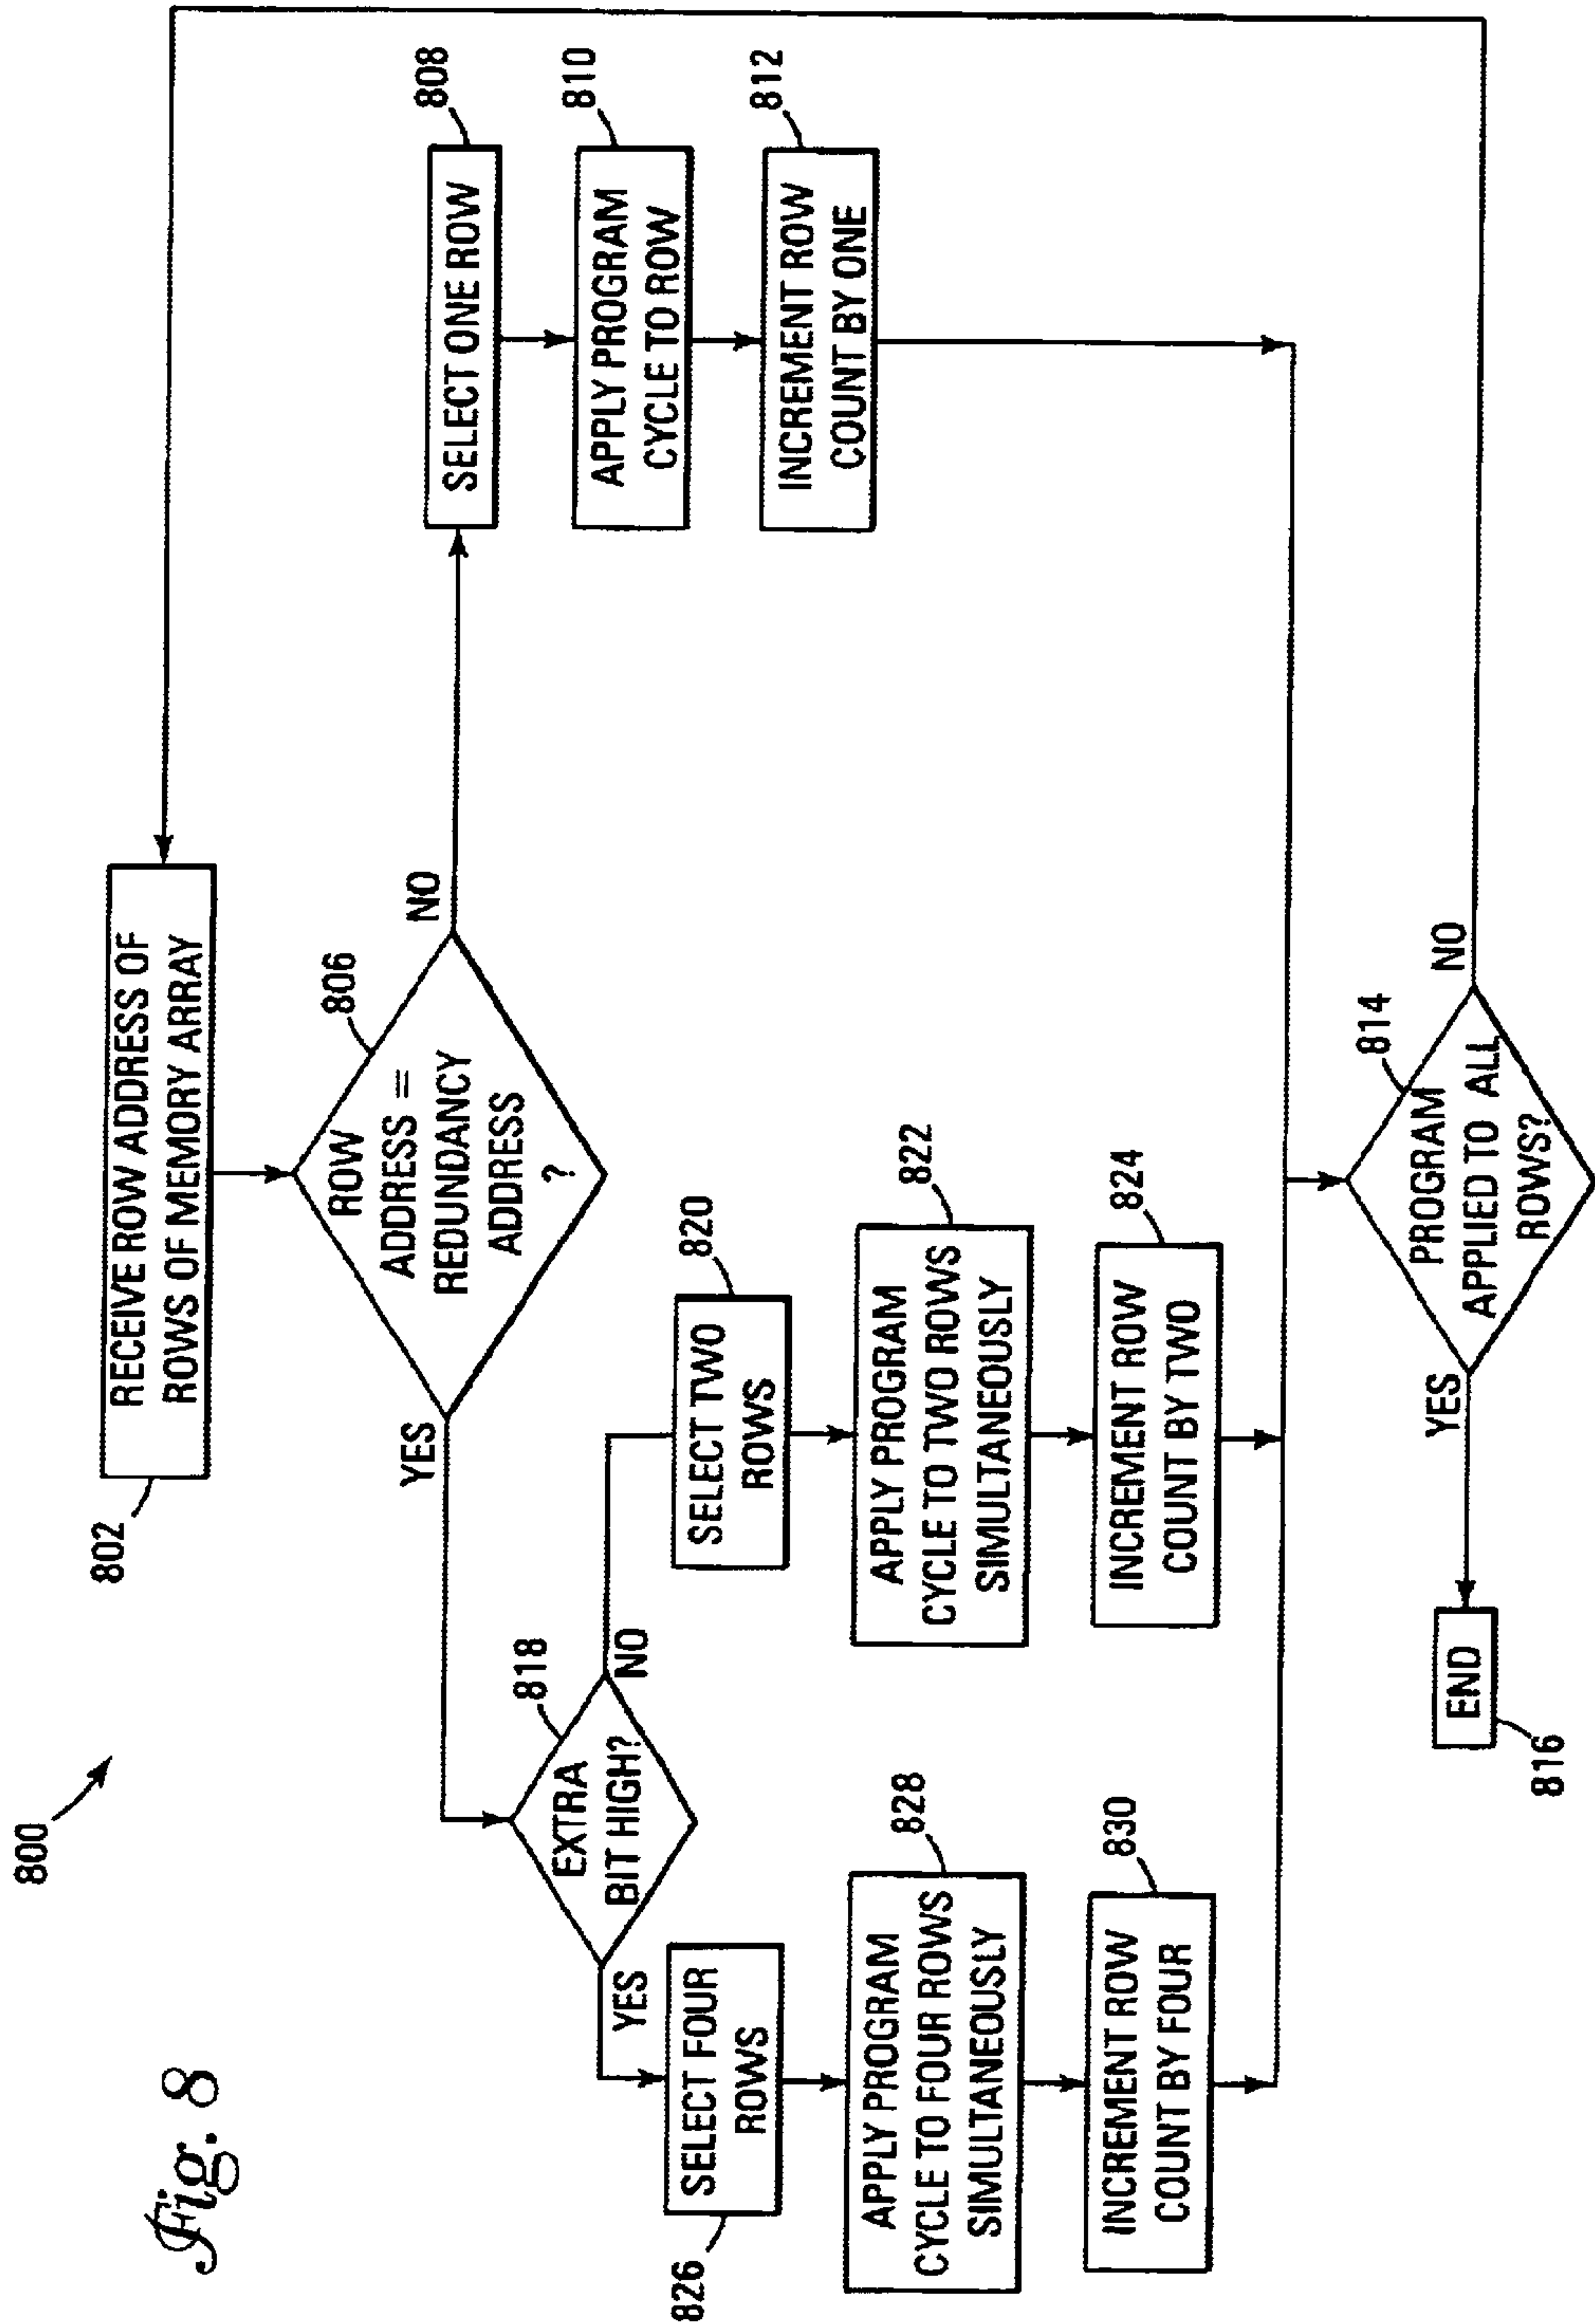 Fig. 8
800
802
RECEIVE ROW ADDRESS OF
ROWS OF MEMORY ARRAY
806
ROW
ADDRESS =
REDUNDANCY
ADDRESS
?
YES
NO
808
SELECT ONE ROW
810
APPLY PROGRAM
CYCLE TO ROW
812
INCREMENT ROW
COUNT BY ONE
818
EXTRA
BIT HIGH?
YES
NO
820
SELECT TWO
ROWS
822
APPLY PROGRAM
CYCLE TO TWO ROWS
SIMULTANEOUSLY
824
INCREMENT ROW
COUNT BY TWO
826
SELECT FOUR
ROWS
828
APPLY PROGRAM
CYCLE TO FOUR ROWS
SIMULTANEOUSLY
830
INCREMENT ROW
COUNT BY FOUR
814
PROGRAM
APPLIED TO ALL
ROWS?
YES
NO
END
816